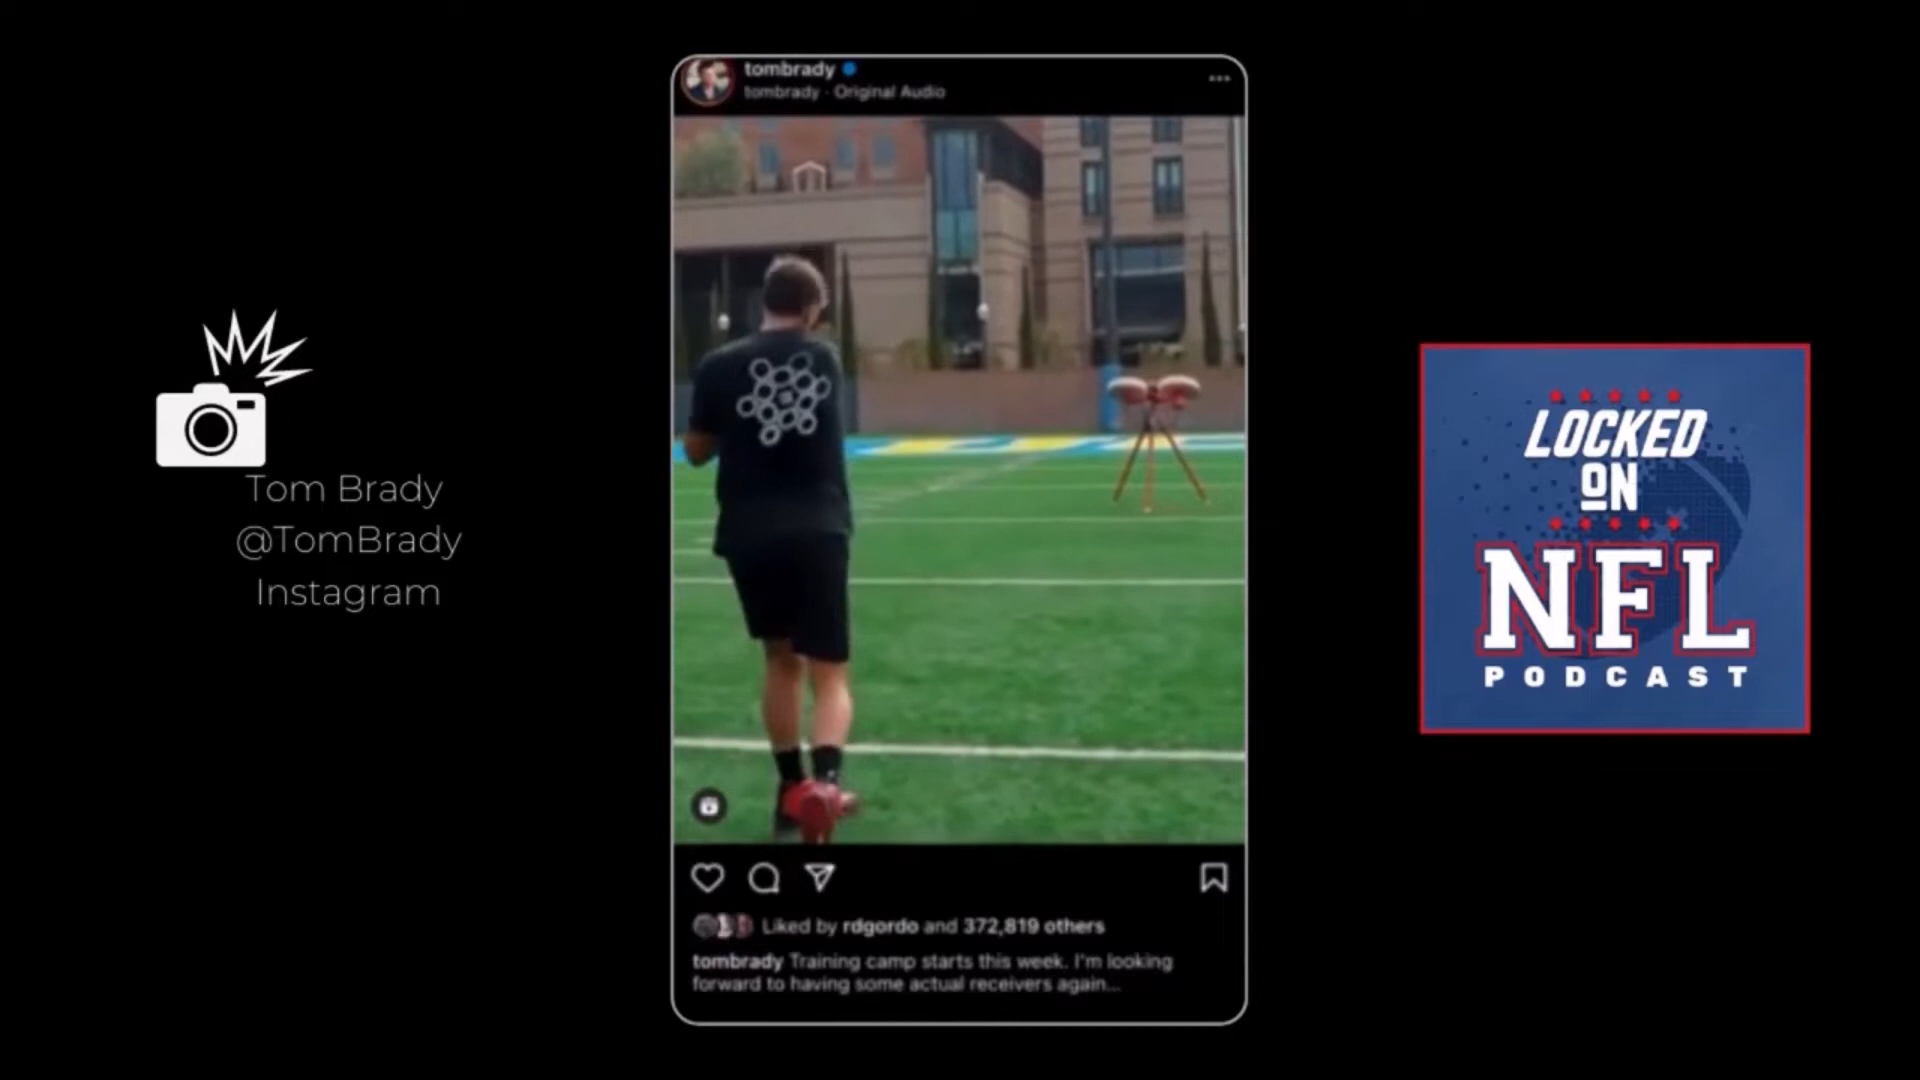 tombrady
tombrady · Original Audio
Tom Brady
@TomBrady
Instagram
LOCKED
ON
NFL
PODCAST
Liked by rdgordo and 372,819 others
tombrady Training camp starts this week. I'm looking
forward to having some actual receivers again...